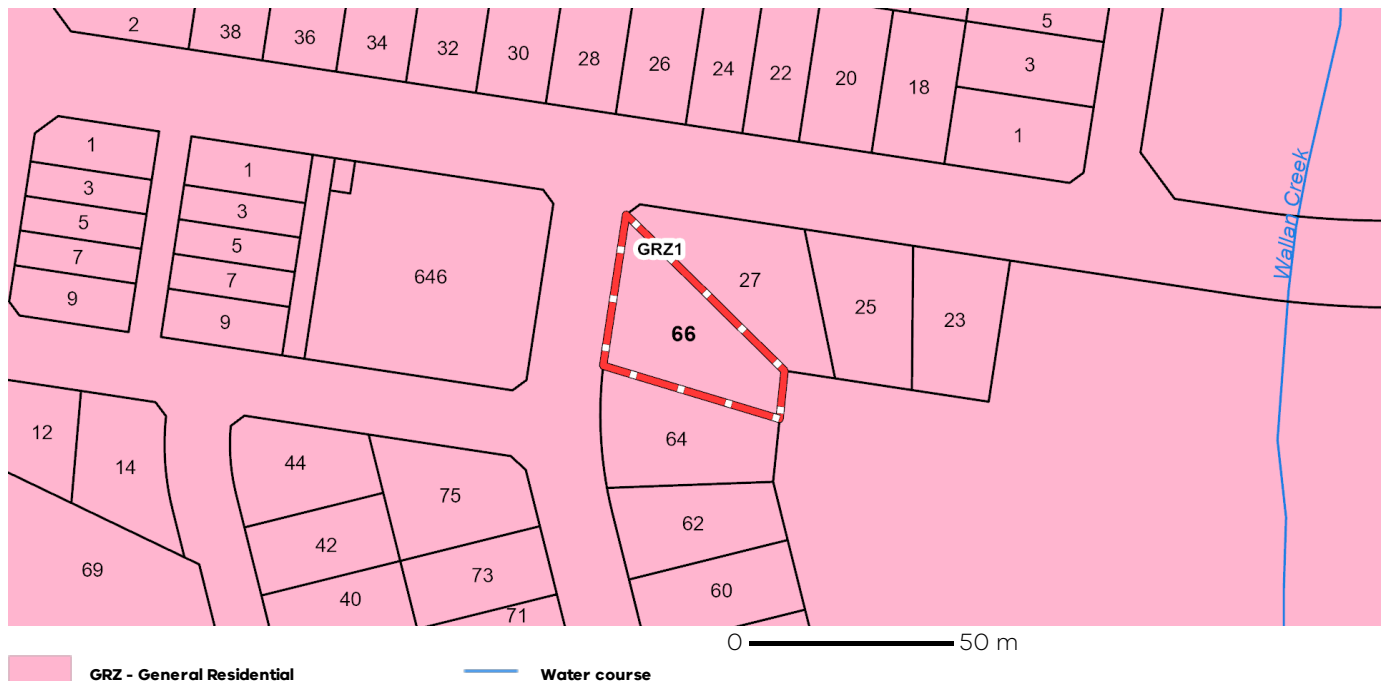 2 38 36 34 32 30 28 26 24 22 20 18 5
3
1
1 3 5 7 9
1 3 5 7 9
646
GRZ1
66
27 25 23
Wallan Creek
12 14
69
44 75
42 73
40 71
64
62
60
0 50 m
GRZ - General Residential
Water course